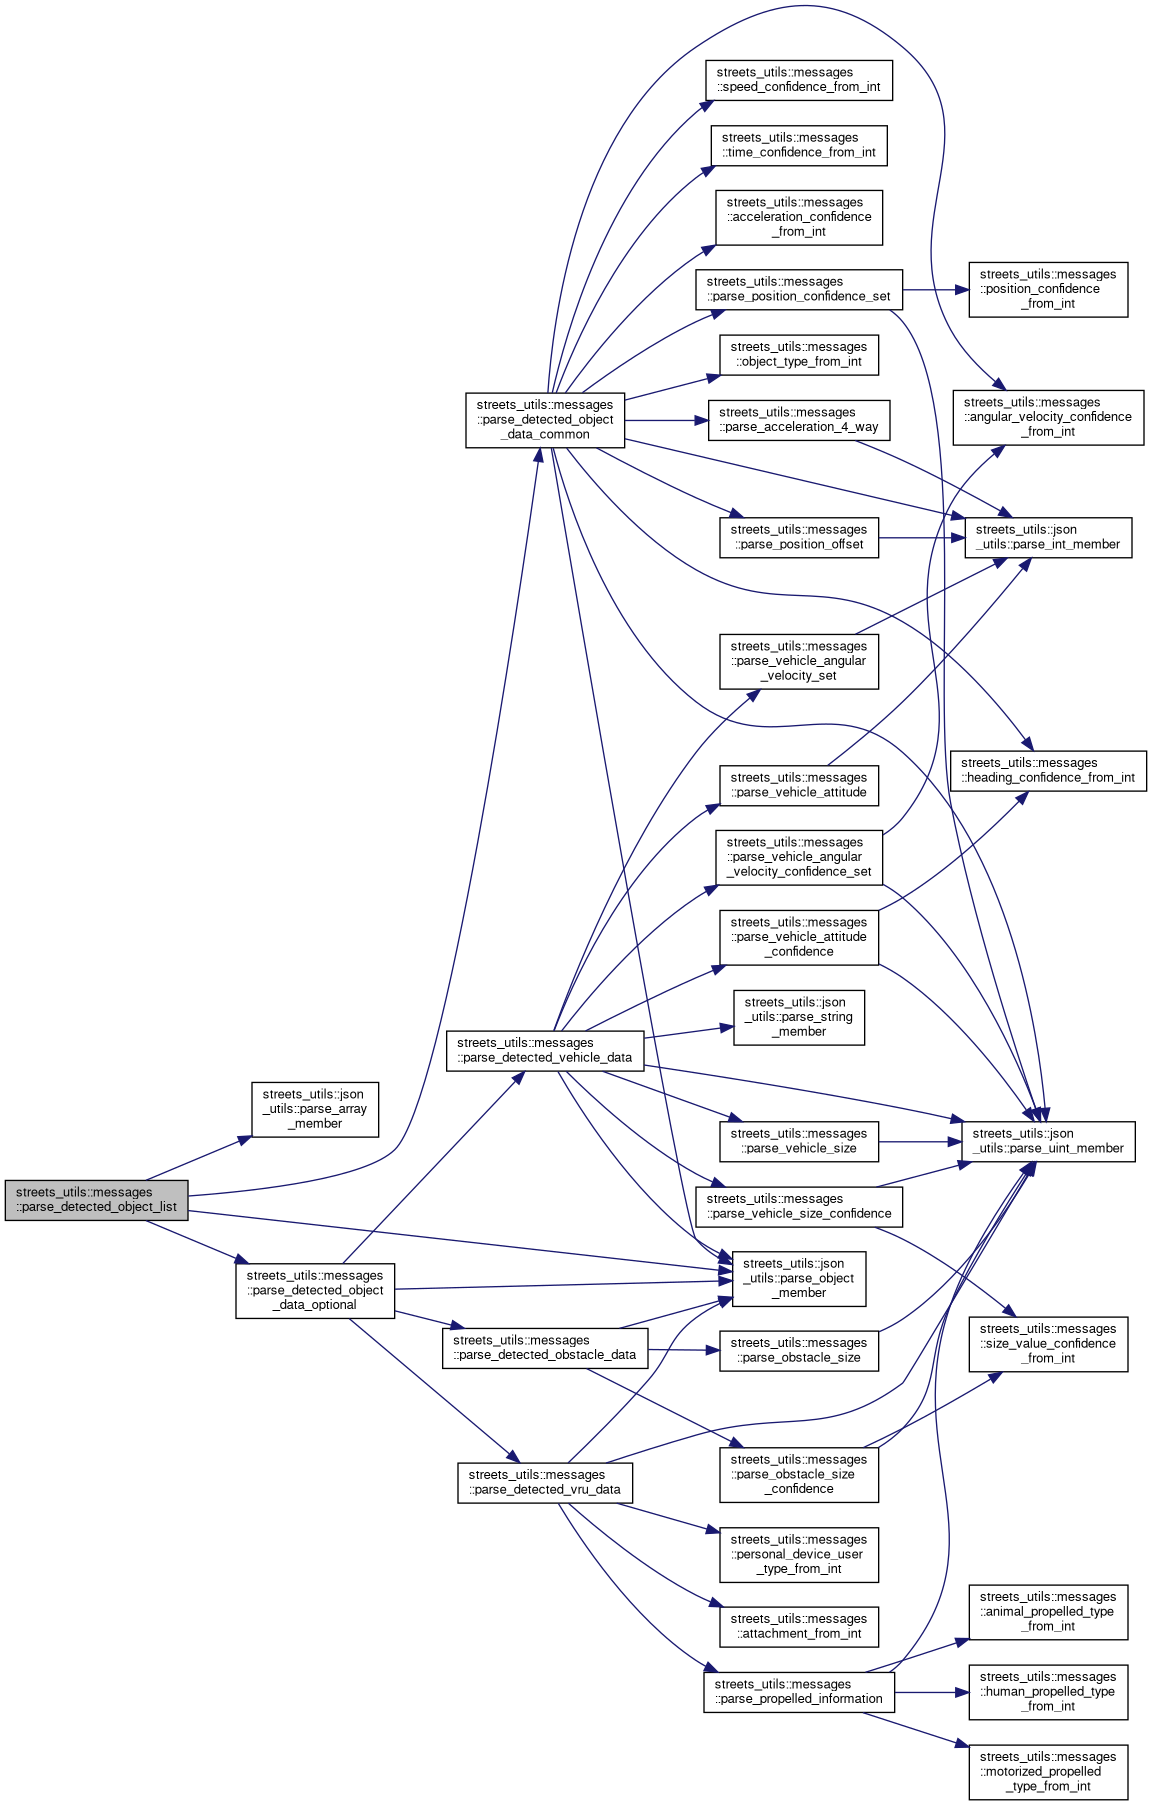 streets_utils::messages
::speed_confidence_from_int
streets_utils::messages
::time_confidence_from_int
streets_utils::messages
::acceleration_confidence
_from_int
streets_utils::messages
::parse_position_confidence_set
streets_utils::messages
::position_confidence
_from_int
streets_utils::messages
::object_type_from_int
streets_utils::messages
::parse_detected_object
_data_common
streets_utils::messages
::parse_acceleration_4_way
streets_utils::messages
::angular_velocity_confidence
_from_int
streets_utils::messages
::parse_position_offset
streets_utils::json
_utils::parse_int_member
streets_utils::messages
::parse_vehicle_angular
_velocity_set
streets_utils::messages
::parse_vehicle_attitude
streets_utils::messages
::heading_confidence_from_int
streets_utils::messages
::parse_vehicle_angular
_velocity_confidence_set
streets_utils::messages
::parse_vehicle_attitude
_confidence
streets_utils::json
_utils::parse_string
_member
streets_utils::messages
::parse_detected_vehicle_data
streets_utils::json
_utils::parse_array
_member
streets_utils::messages
::parse_vehicle_size
streets_utils::json
_utils::parse_uint_member
streets_utils::messages
::parse_detected_object_list
streets_utils::messages
::parse_vehicle_size_confidence
streets_utils::messages
::parse_detected_object
_data_optional
streets_utils::json
_utils::parse_object
_member
streets_utils::messages
::parse_detected_obstacle_data
streets_utils::messages
::parse_obstacle_size
streets_utils::messages
::size_value_confidence
_from_int
streets_utils::messages
::parse_detected_vru_data
streets_utils::messages
::parse_obstacle_size
_confidence
streets_utils::messages
::personal_device_user
_type_from_int
streets_utils::messages
::attachment_from_int
streets_utils::messages
::animal_propelled_type
_from_int
streets_utils::messages
::parse_propelled_information
streets_utils::messages
::human_propelled_type
_from_int
streets_utils::messages
::motorized_propelled
_type_from_int